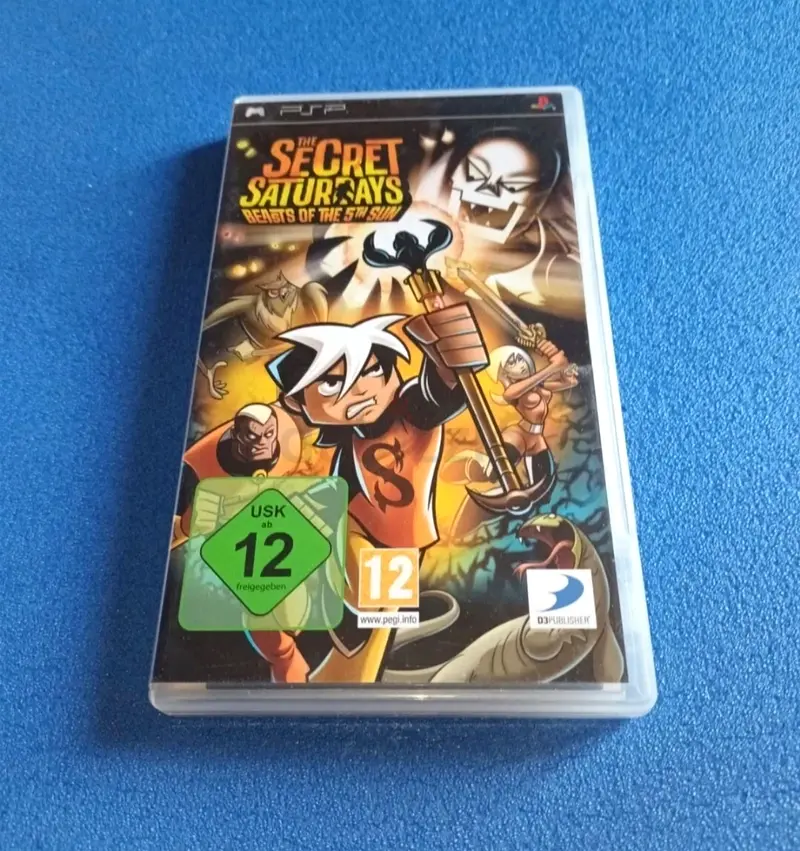 PSP
THE
SECRET
SATURDAYS
BEASTS OF THE 5TH SUN
S
USK
ab
12
freigegeben
12
www.pegi.info
D3PUBLISHER